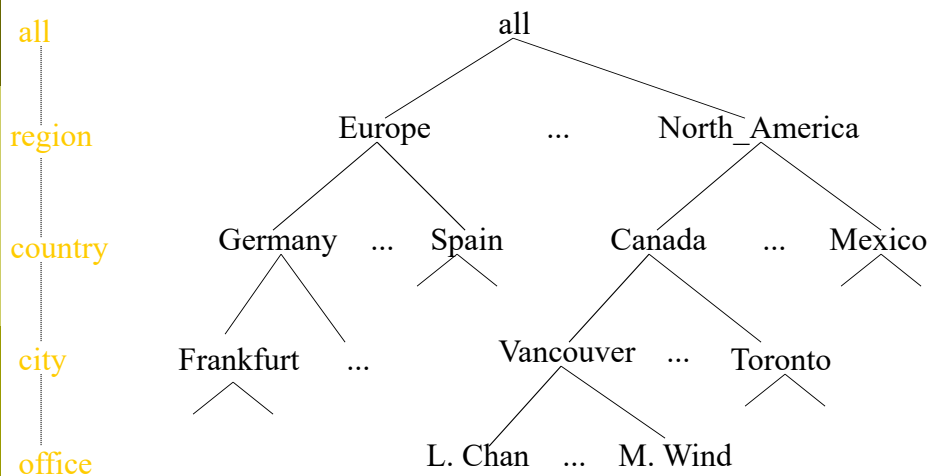 all all
region Europe ... North_America
country Germany ... Spain Canada ... Mexico
city Frankfurt ... Vancouver ... Toronto
office L. Chan ... M. Wind